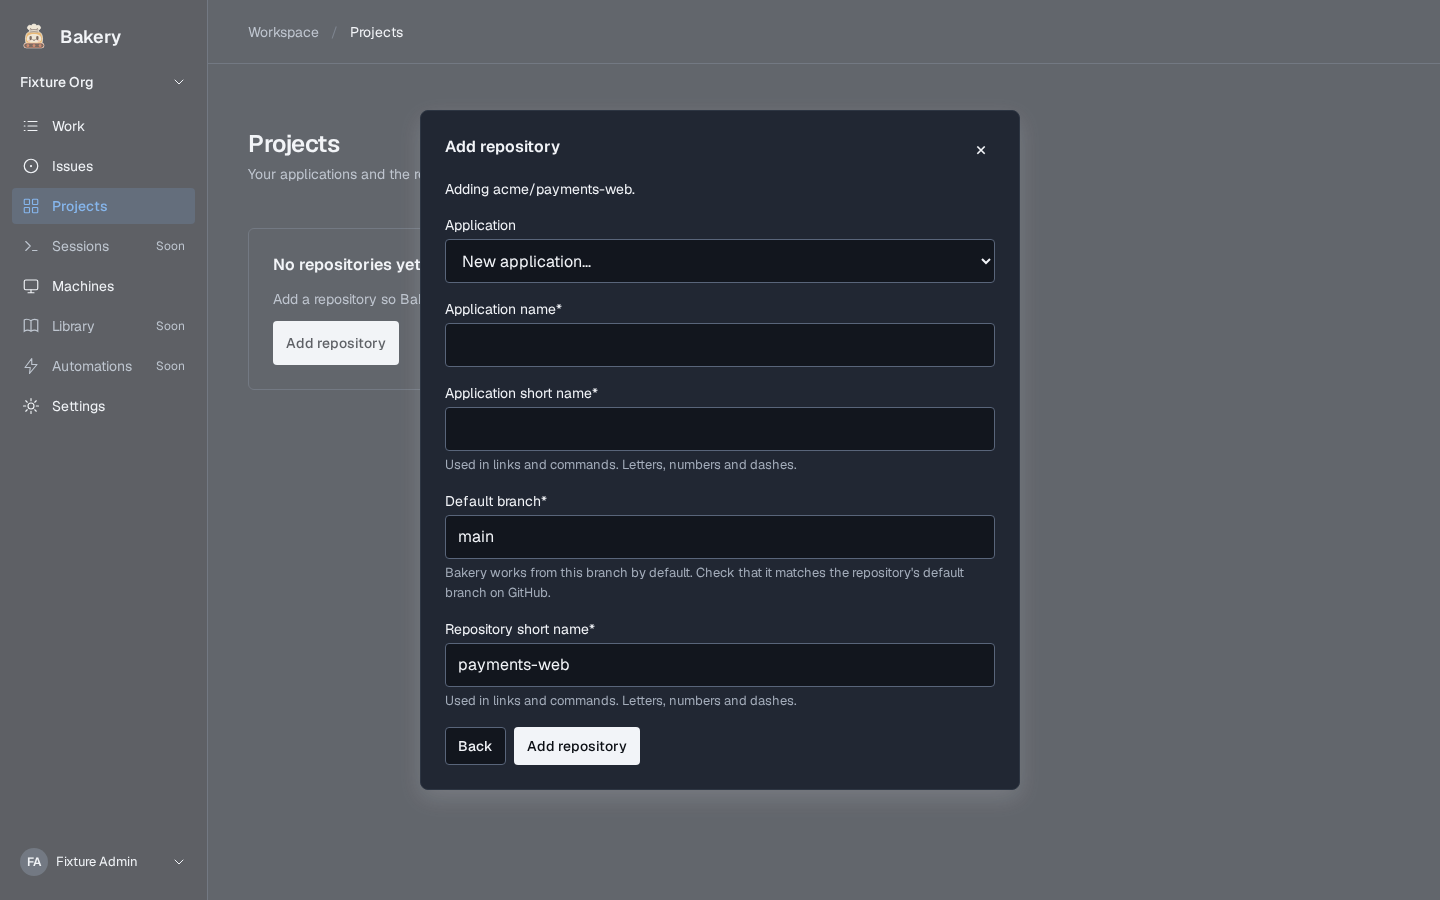 Bakery
Fixture Org
Work
Issues
Projects
Sessions Soon
Machines
Library Soon
Automations Soon
Settings
FA Fixture Admin
Workspace / Projects
Projects
Your applications and the r
No repositories yet
Add a repository so Ba
Add repository
Add repository
×
Adding acme/payments-web.
Application
New application...
Application name*
Application short name*
Used in links and commands. Letters, numbers and dashes.
Default branch*
main
Bakery works from this branch by default. Check that it matches the repository's default
branch on GitHub.
Repository short name*
payments-web
Used in links and commands. Letters, numbers and dashes.
Back Add repository